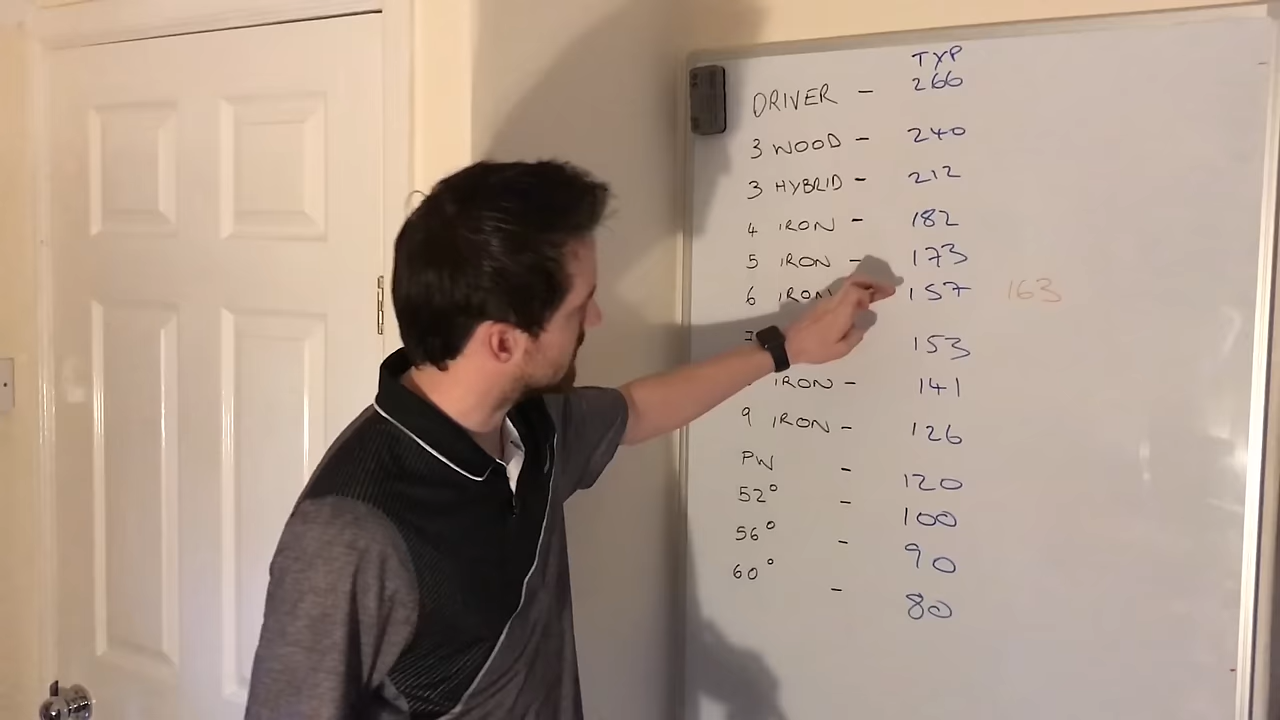 TYP
DRIVER - 266
3 WOOD - 240
3 HYBRID - 212
4 IRON - 182
5 IRON - 173
6 IRON 157 163
153
IRON - 141
9 IRON - 126
PW - 120
52° - 100
56° - 90
60° - 80